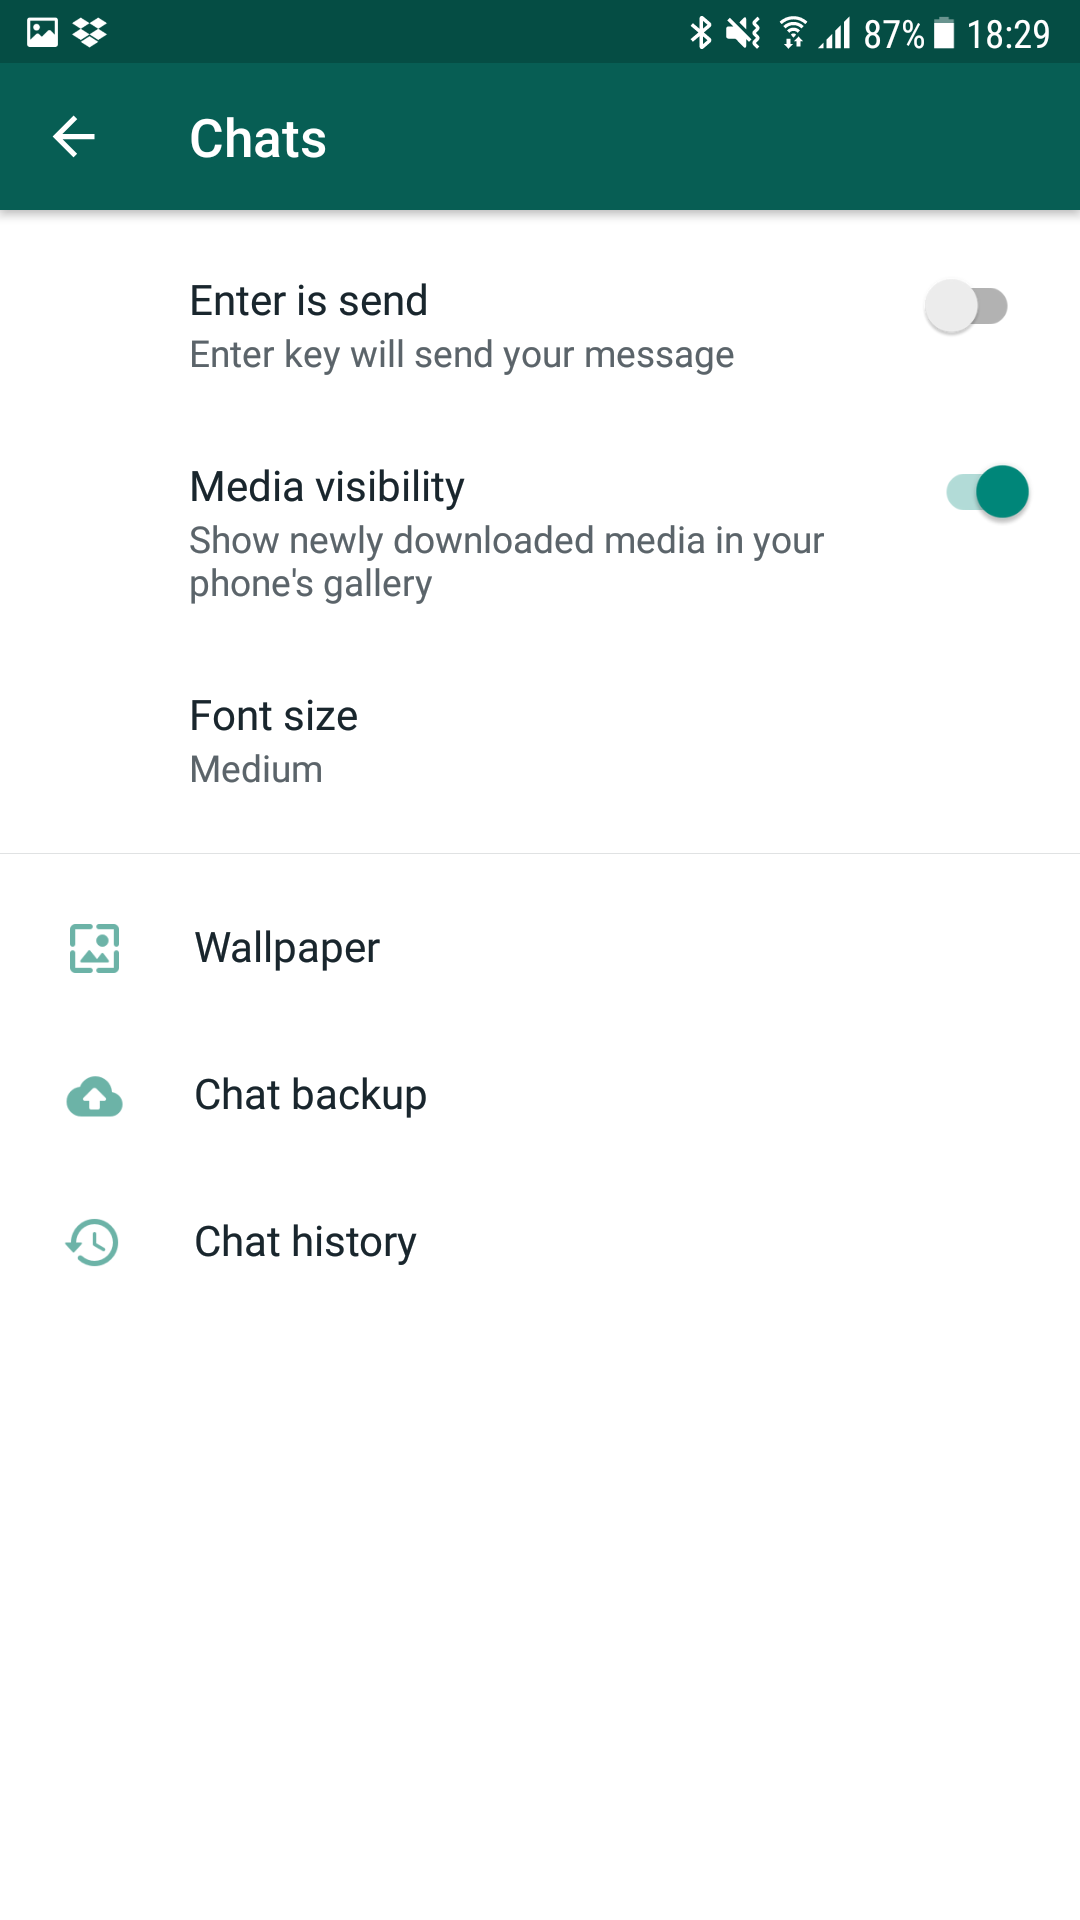 87% 18:29
Chats
Enter is send
Enter key will send your message
Media visibility
Show newly downloaded media in your
phone's gallery
Font size
Medium
Wallpaper
Chat backup
Chat history